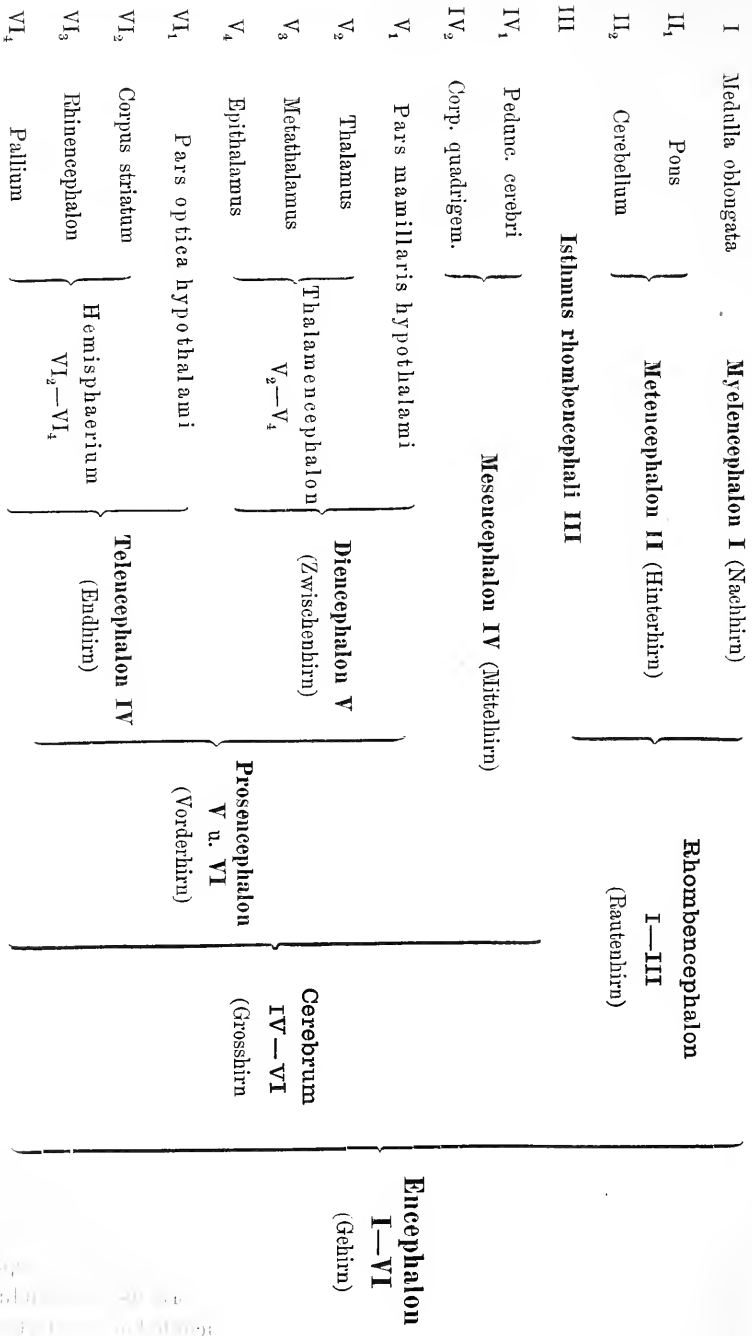 I Medulla oblongata
II₁ Pons
II₂ Cerebellum
III
IV₁ Pedunc. cerebri
IV₂ Corp. quadrigem.
V₁ Pars mamillaris hypothalami
V₂ Thalamus
V₃ Metathalamus
V₄ Epithalamus
VI₁ Pars optica hypothalami
VI₂ Corpus striatum
VI₃ Rhinencephalon
VI₄ Pallium
Thalamencephalon
V₂—V₄
Hemisphaerium
VI₂—VI₄
Myelencephalon I (Nachhirn)
Metencephalon II (Hinterhirn)
Isthmus rhombencephali III
Mesencephalon IV (Mittelhirn)
Diencephalon V
(Zwischenhirn)
Telencephalon IV
(Endhirn)
Rhombencephalon
I—III
(Rautenhirn)
Prosencephalon
V u. VI
(Vorderhirn)
Cerebrum
IV—VI
(Grosshirn
Encephalon
I—VI
(Gehirn)